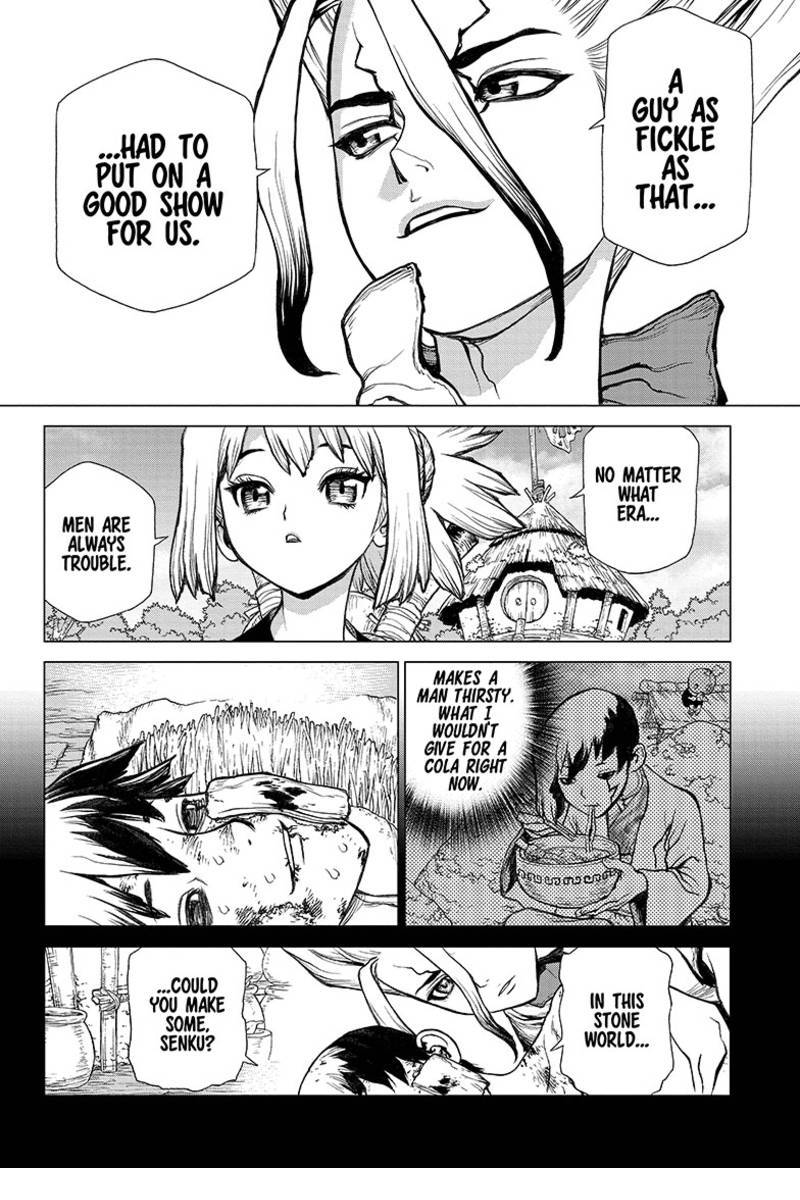 A
GUY AS
FICKLE
AS
THAT...
...HAD TO
PUT ON A
GOOD SHOW
FOR US.
NO MATTER
WHAT
ERA...
MEN ARE
ALWAYS
TROUBLE.
MAKES A
MAN THIRSTY.
WHAT I
WOULDN'T
GIVE FOR A
COLA RIGHT
NOW.
IN THIS
STONE
WORLD...
...COULD
YOU MAKE
SOME,
SENKU?